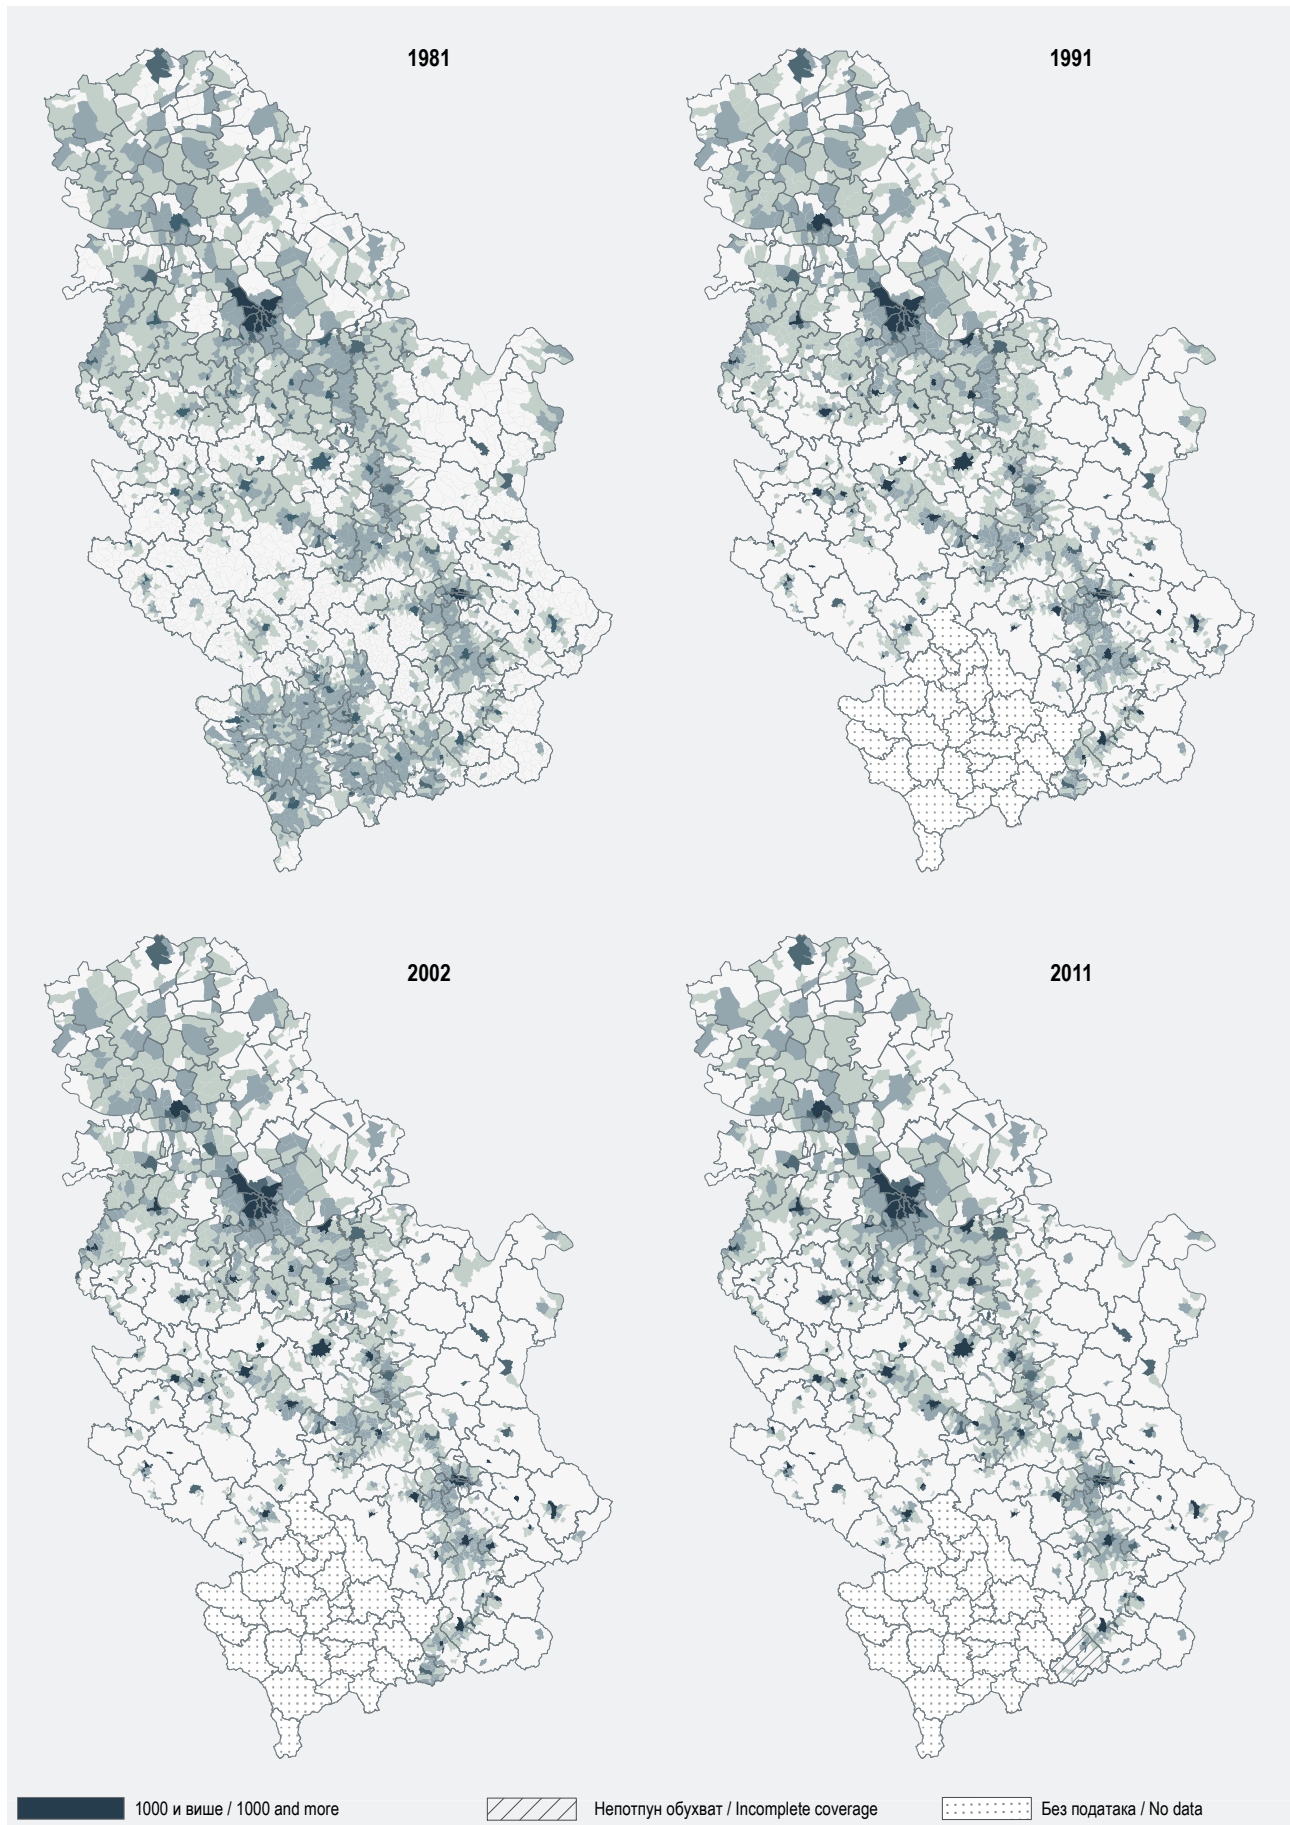 1981
1991
2002
2011
1000 и више / 1000 and more
Непотпун обухват / Incomplete coverage
Без података / No data